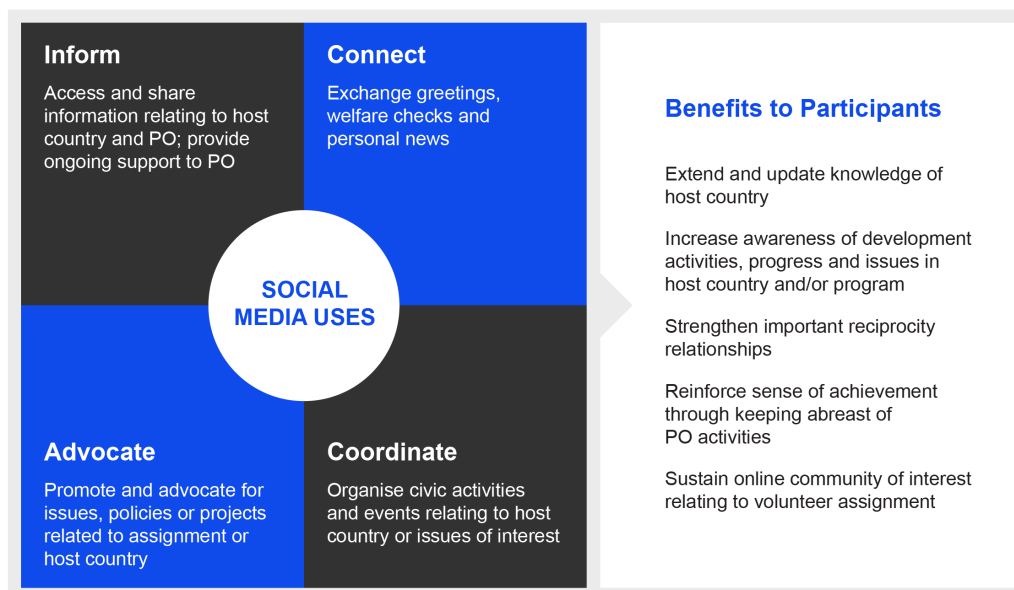 Inform
Access and share
information relating to host
country and PO; provide
ongoing support to PO
Connect
Exchange greetings,
welfare checks and
personal news
SOCIAL
MEDIA USES
Advocate
Promote and advocate for
issues, policies or projects
related to assignment or
host country
Coordinate
Organise civic activities
and events relating to host
country or issues of interest
Benefits to Participants
Extend and update knowledge of
host country
Increase awareness of development
activities, progress and issues in
host country and/or program
Strengthen important reciprocity
relationships
Reinforce sense of achievement
through keeping abreast of
PO activities
Sustain online community of interest
relating to volunteer assignment